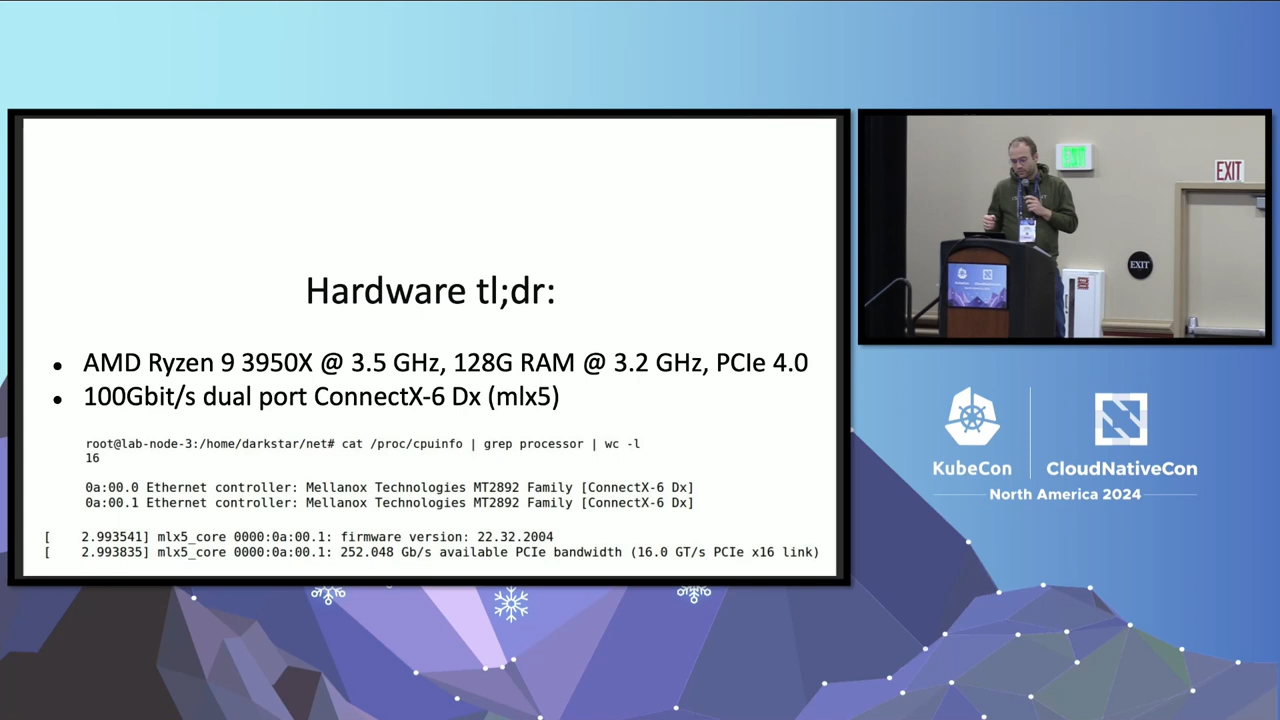 Hardware tl;dr:
• AMD Ryzen 9 3950X @ 3.5 GHz, 128G RAM @ 3.2 GHz, PCIe 4.0
• 100Gbit/s dual port ConnectX-6 Dx (mlx5)
root@lab-node-3:/home/darkstar/net# cat /proc/cpuinfo | grep processor | wc -l
16
0a:00.0 Ethernet controller: Mellanox Technologies MT2892 Family [ConnectX-6 Dx]
0a:00.1 Ethernet controller: Mellanox Technologies MT2892 Family [ConnectX-6 Dx]
[    2.993541] mlx5_core 0000:0a:00.1: firmware version: 22.32.2004
[    2.993835] mlx5_core 0000:0a:00.1: 252.048 Gb/s available PCIe bandwidth (16.0 GT/s PCIe x16 link)
EXIT
EXIT
EXIT
KubeCon
CloudNativeCon
KubeCon
CloudNativeCon
North America 2024